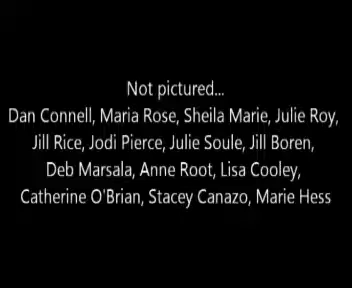 Not pictured...
Dan Connell, Maria Rose, Sheila Marie, Julie Roy,
Jill Rice, Jodi Pierce, Julie Soule, Jill Boren,
Deb Marsala, Anne Root, Lisa Cooley,
Catherine O'Brian, Stacey Canazo, Marie Hess